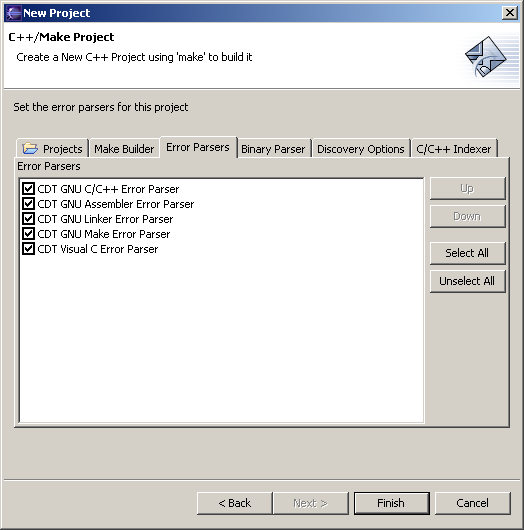 New Project
C++/Make Project
Create a New C++ Project using 'make' to build it
Set the error parsers for this project
Projects Make Builder Error Parsers Binary Parser Discovery Options C/C++ Indexer
Error Parsers
CDT GNU C/C++ Error Parser
CDT GNU Assembler Error Parser
CDT GNU Linker Error Parser
CDT GNU Make Error Parser
CDT Visual C Error Parser
Up
Down
Select All
Unselect All
< Back Next > Finish Cancel